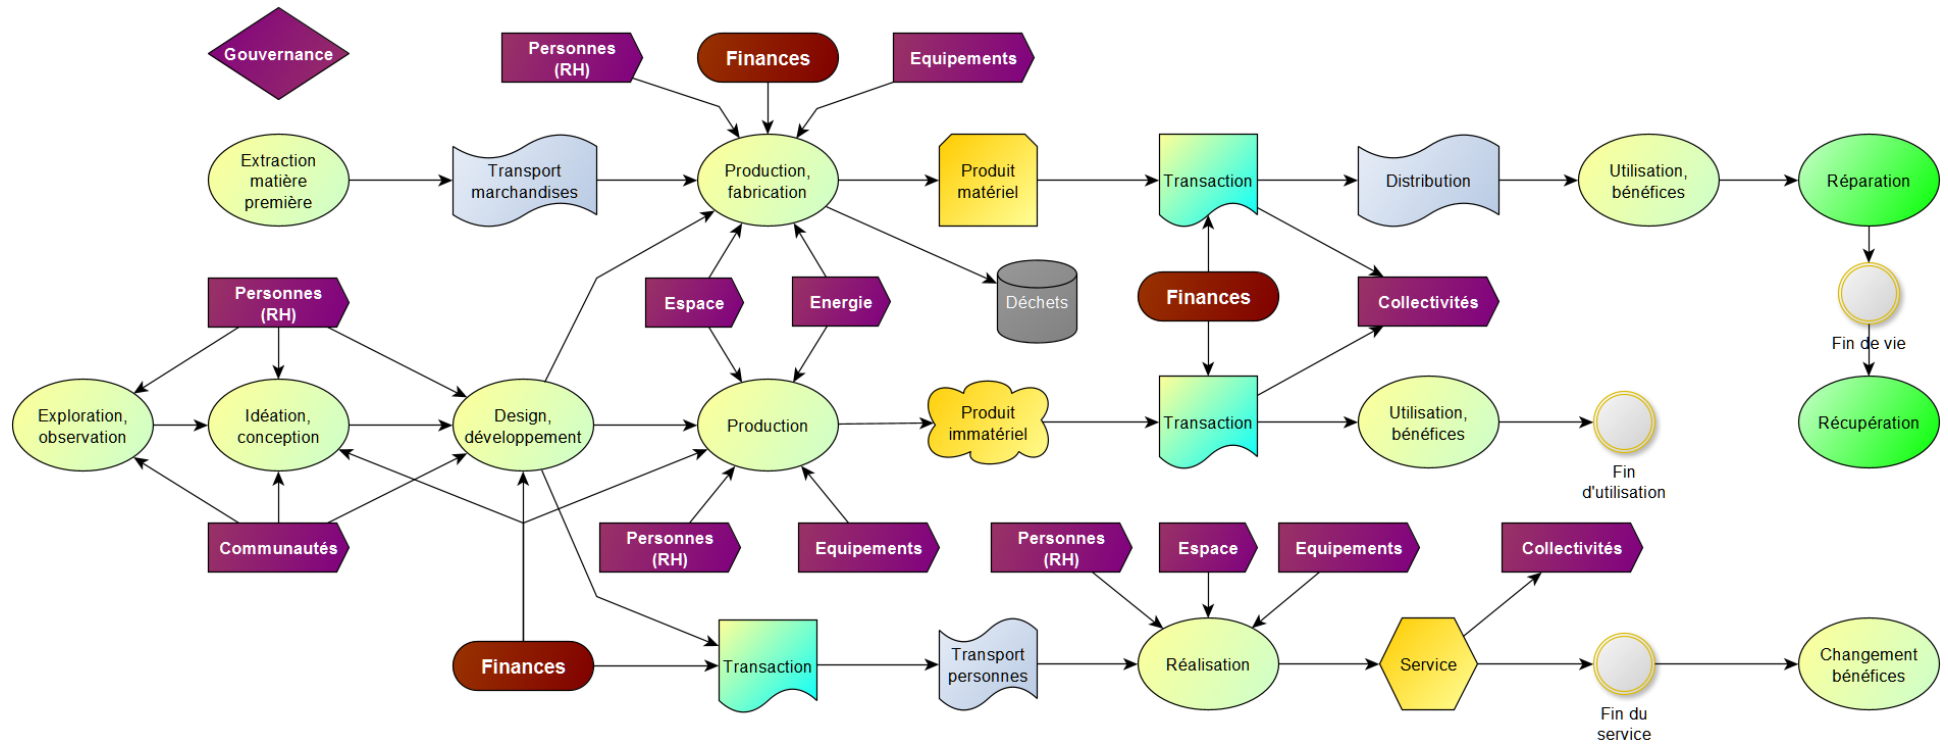 Gouvernance
Personnes
(RH)
Finances
Equipements
Extraction
matière
première
Transport
marchandises
Production,
fabrication
Produit
matériel
Transaction
Distribution
Utilisation,
bénéfices
Réparation
Personnes
(RH)
Espace
Energie
Déchets
Finances
Collectivités
Fin de vie
Exploration,
observation
Idéation,
conception
Design,
développement
Production
Produit
immatériel
Transaction
Utilisation,
bénéfices
Fin
d'utilisation
Récupération
Communautés
Personnes
(RH)
Equipements
Personnes
(RH)
Espace
Equipements
Collectivités
Finances
Transaction
Transport
personnes
Réalisation
Service
Fin du
service
Changement
bénéfices